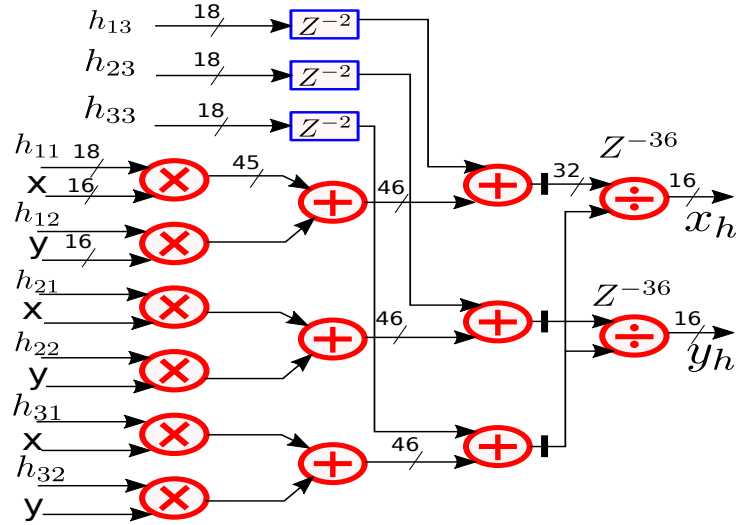 h₁₃ 18 Z⁻²
h₂₃ 18 Z⁻²
h₃₃ 18 Z⁻²
h₁₁ 18 45 Z⁻³⁶
x 16 46 32 16
h₁₂ x_h
y 16
h₂₁ Z⁻³⁶
x 46 16
h₂₂ y_h
y
h₃₁
x 46
h₃₂
y